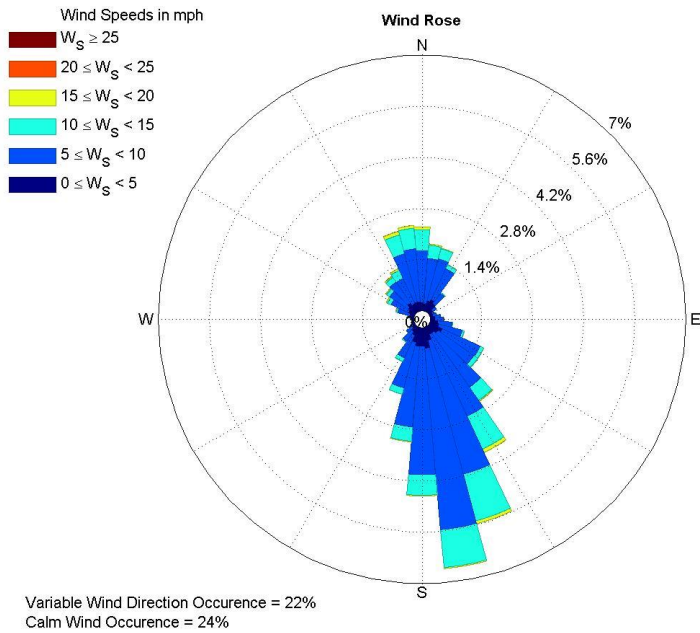 Wind Speeds in mph
W_S ≥ 25
20 ≤ W_S < 25
15 ≤ W_S < 20
10 ≤ W_S < 15
5 ≤ W_S < 10
0 ≤ W_S < 5
Wind Rose
N
7%
5.6%
4.2%
2.8%
1.4%
W
0%
E
S
Variable Wind Direction Occurence = 22%
Calm Wind Occurence = 24%